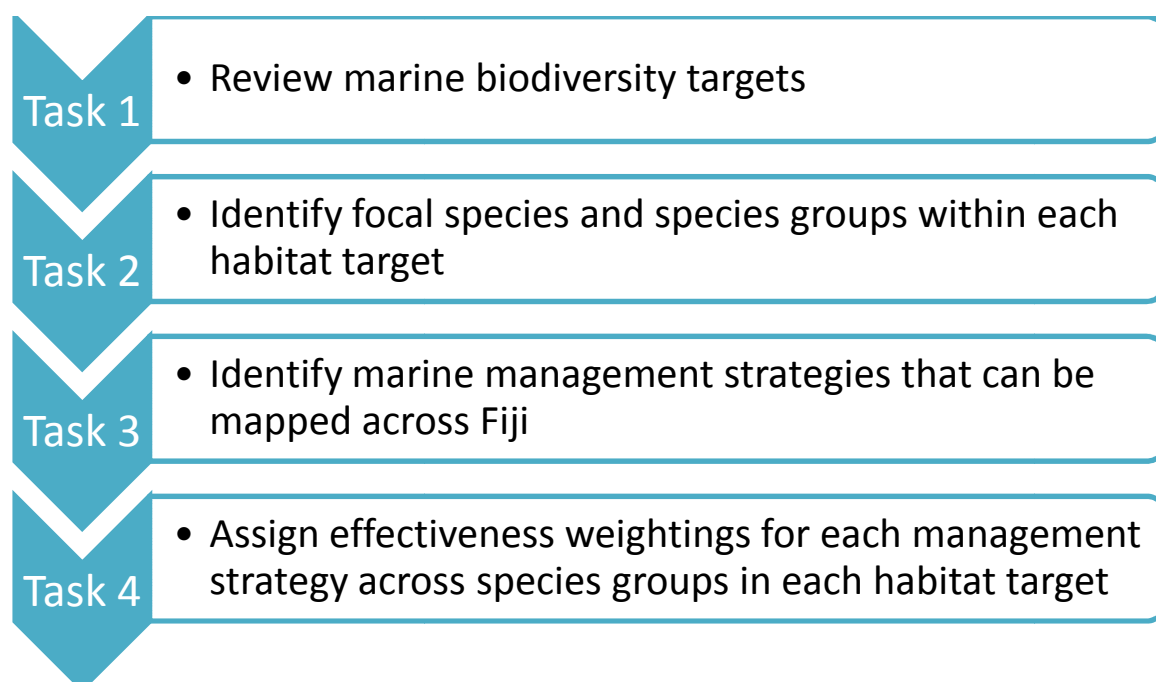 Task 1
• Review marine biodiversity targets
Task 2
• Identify focal species and species groups within each
habitat target
Task 3
• Identify marine management strategies that can be
mapped across Fiji
Task 4
• Assign effectiveness weightings for each management
strategy across species groups in each habitat target